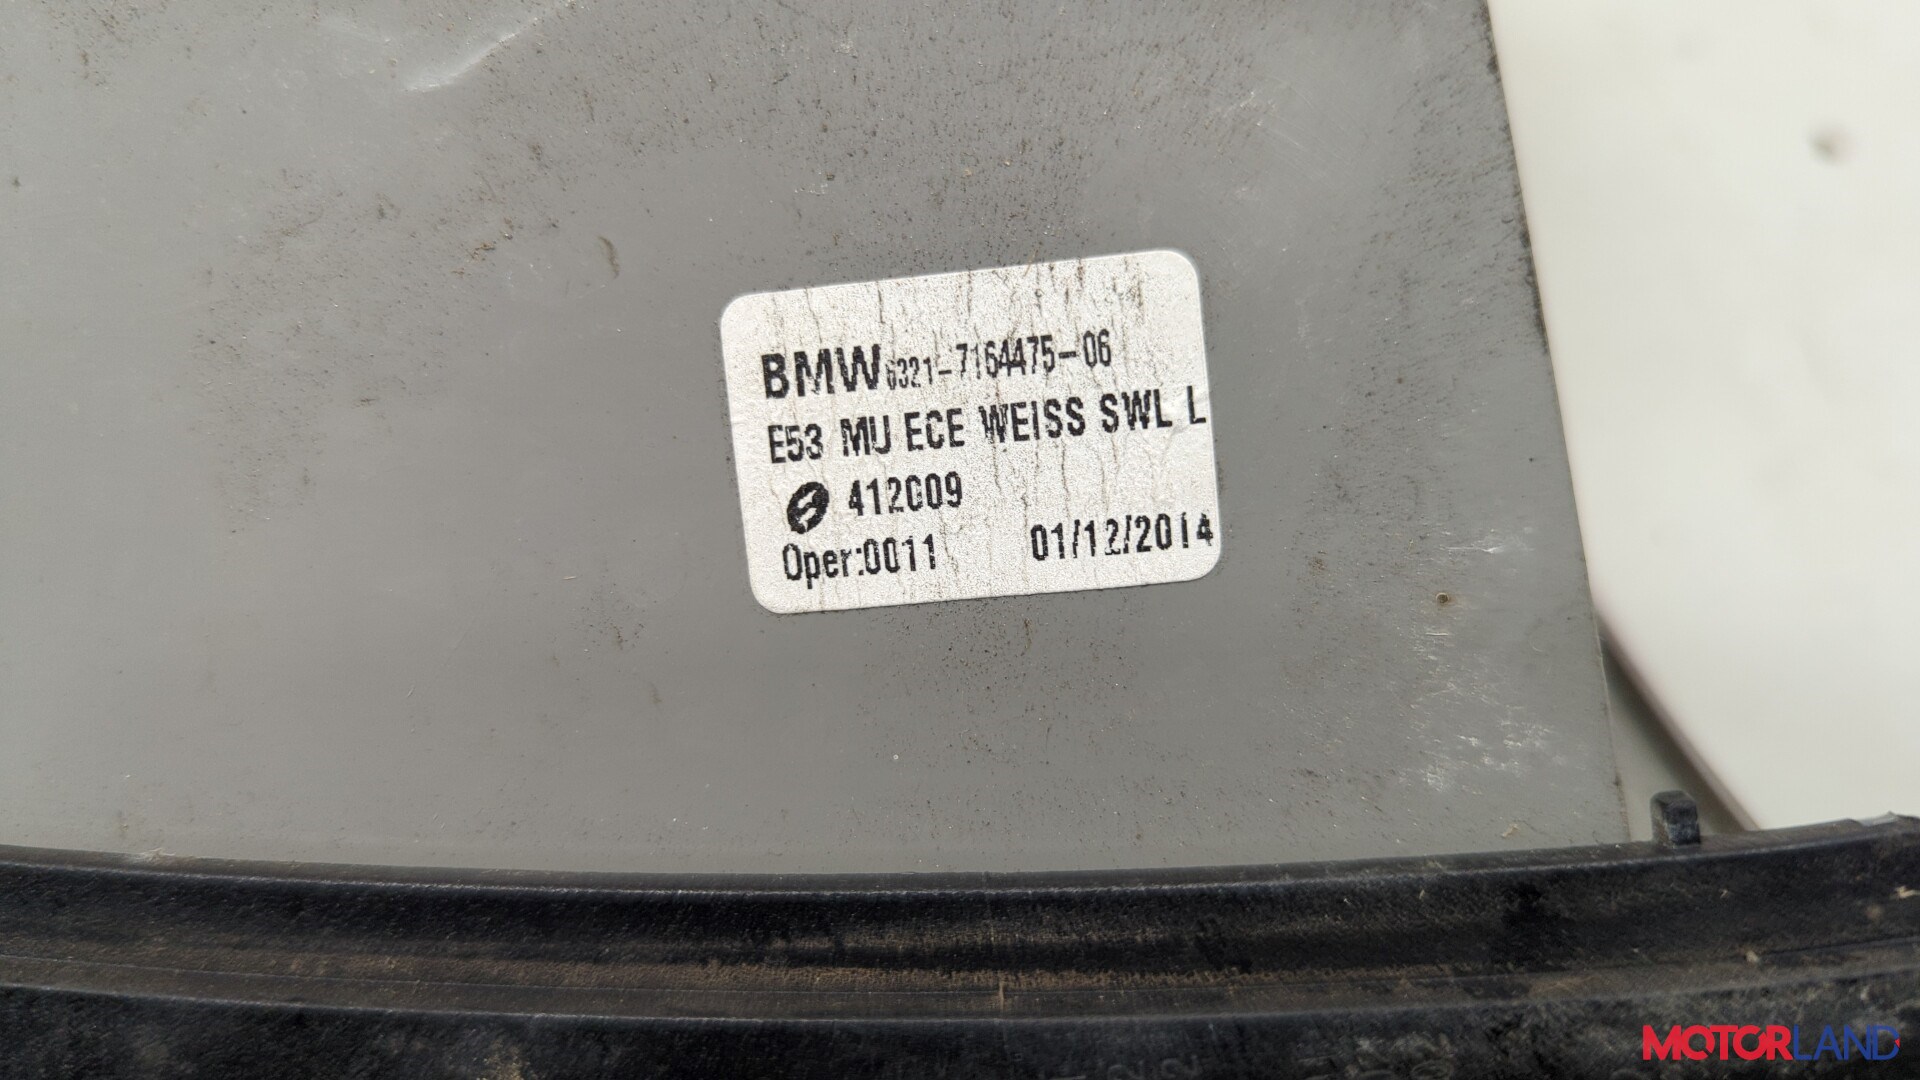 BMW 6321-7164475-06
E53 MU ECE WEISS SWL L
412009
Oper:0011 01/12/2014
MOTORLAND